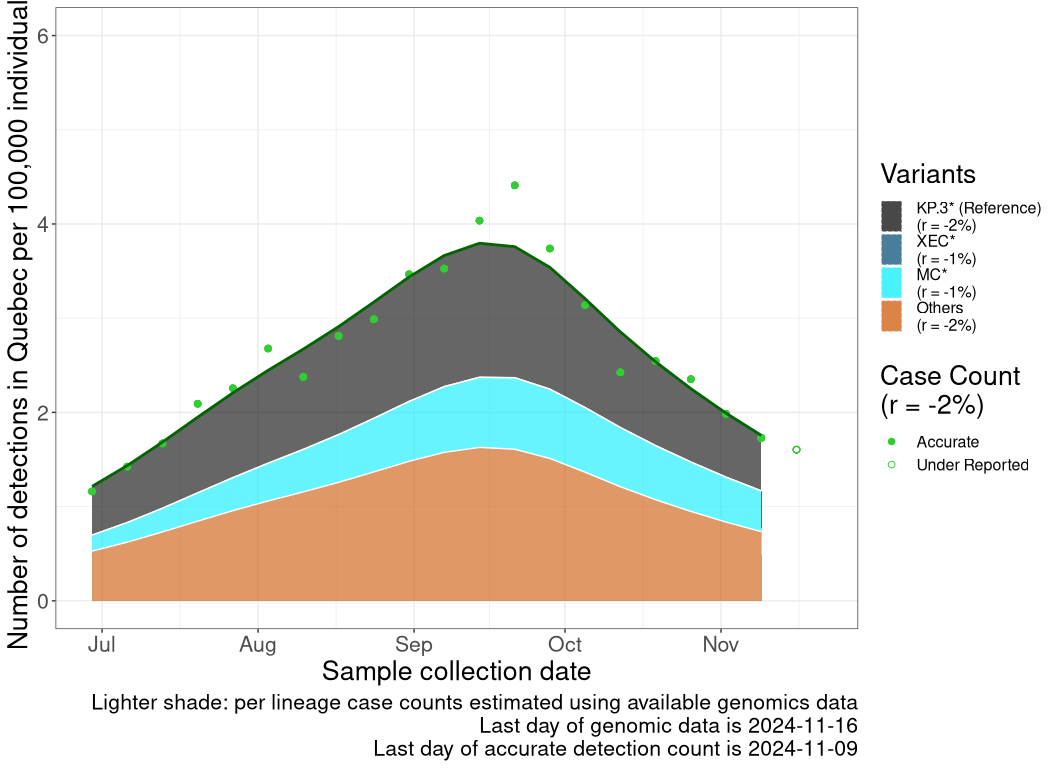 Number of detections in Quebec per 100,000 individual
6
4
2
0
Jul Aug Sep Oct Nov
Sample collection date
Variants
KP.3* (Reference)
(r = -2%)
XEC*
(r = -1%)
MC*
(r = -1%)
Others
(r = -2%)
Case Count
(r = -2%)
Accurate
Under Reported
Lighter shade: per lineage case counts estimated using available genomics data
Last day of genomic data is 2024-11-16
Last day of accurate detection count is 2024-11-09